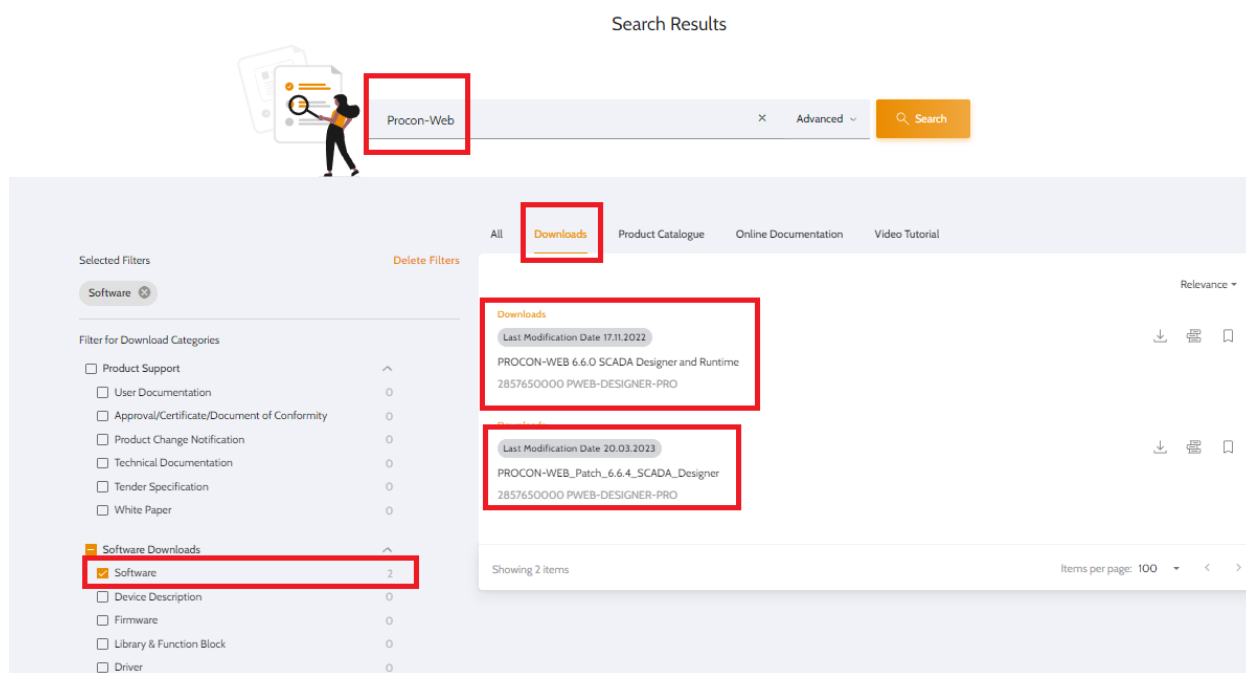 Search Results
Procon-Web
× Advanced
Search
All Downloads Product Catalogue Online Documentation Video Tutorial
Selected Filters Delete Filters
Software
Relevance
Filter for Download Categories
Product Support
User Documentation 0
Approval/Certificate/Document of Conformity 0
Product Change Notification 0
Technical Documentation 0
Tender Specification 0
White Paper 0
Software Downloads
Software 2
Device Description 0
Firmware 0
Library & Function Block 0
Driver 0
Downloads
Last Modification Date 17.11.2022
PROCON-WEB 6.6.0 SCADA Designer and Runtime
2857650000 PWEB-DESIGNER-PRO
Downloads
Last Modification Date 20.03.2023
PROCON-WEB_Patch_6.6.4_SCADA_Designer
2857650000 PWEB-DESIGNER-PRO
Showing 2 items
Items per page: 100